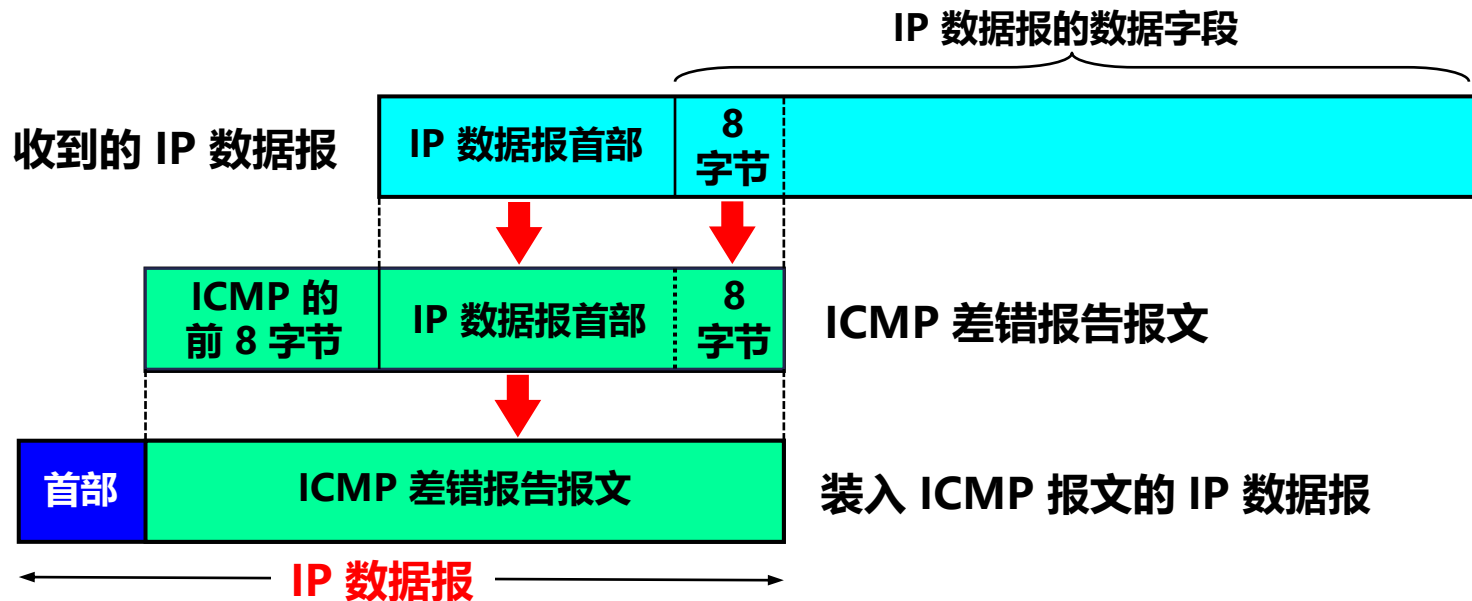 IP 数据报的数据字段
收到的 IP 数据报
IP 数据报首部
8
字节
ICMP 的
前 8 字节
IP 数据报首部
8
字节
ICMP 差错报告报文
首部
ICMP 差错报告报文
装入 ICMP 报文的 IP 数据报
IP 数据报